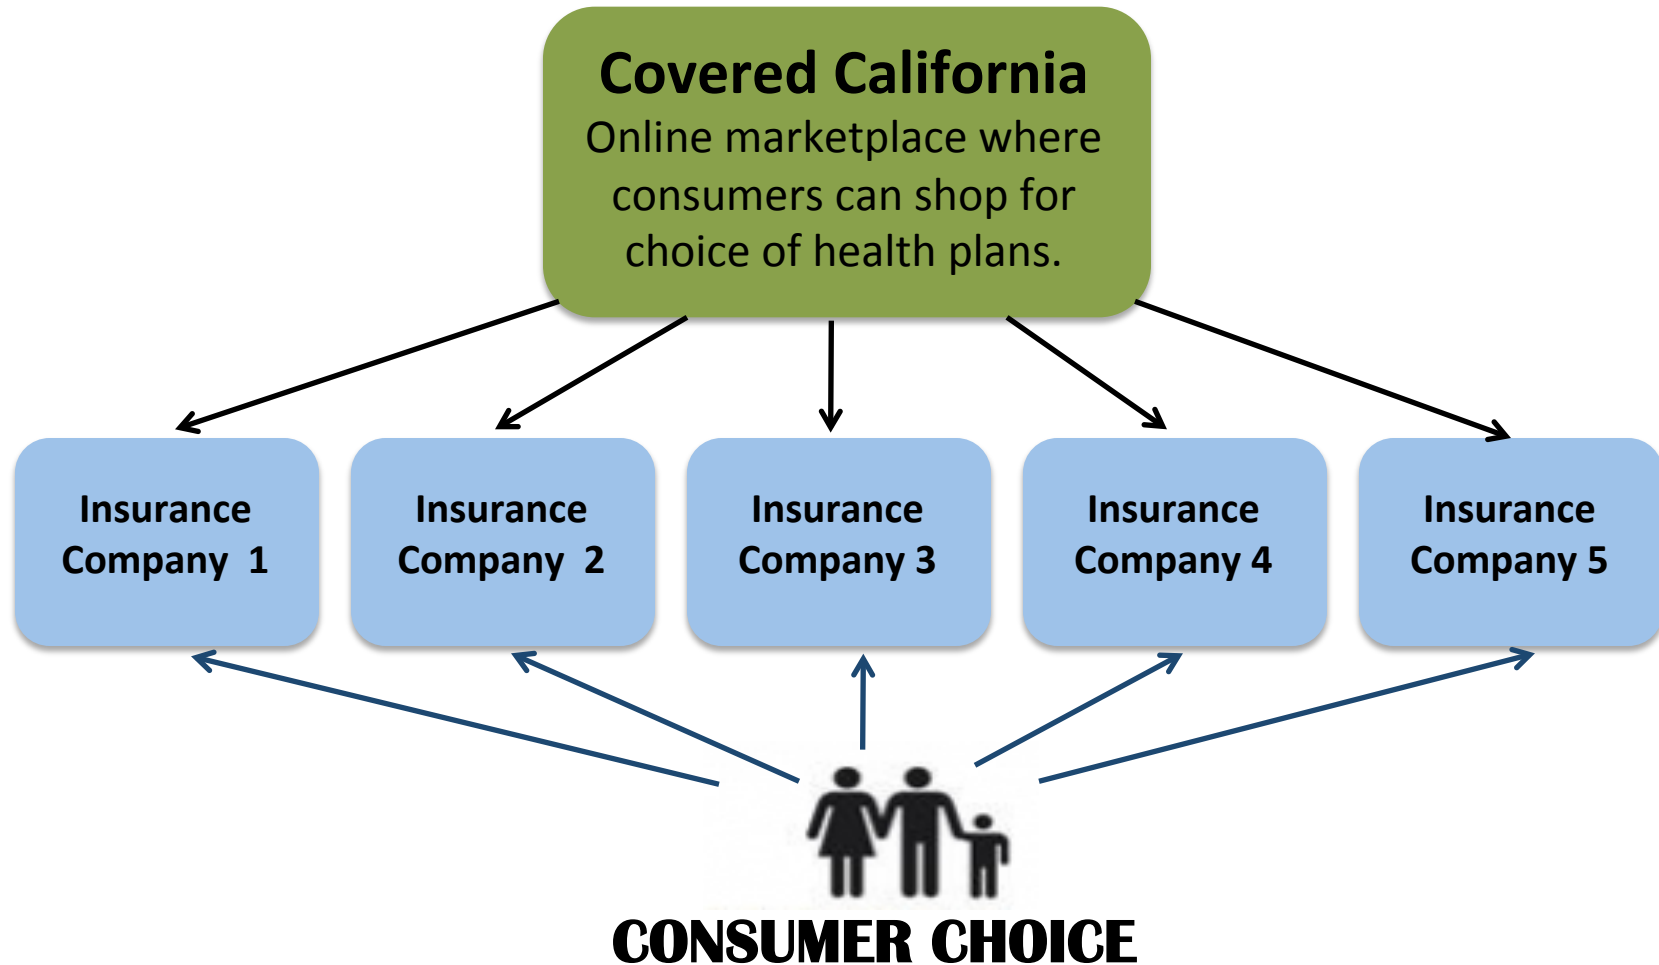 Covered California
Online marketplace where
consumers can shop for
choice of health plans.
Insurance
Company  1
Insurance
Company  2
Insurance
Company 3
Insurance
Company 4
Insurance
Company 5
CONSUMER CHOICE